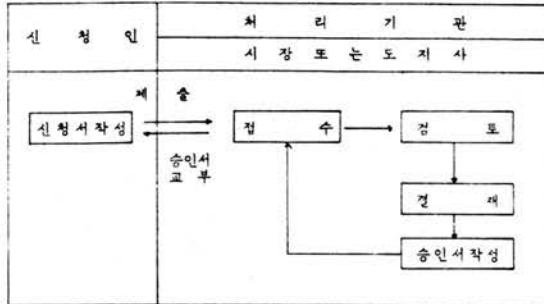 신 청 인
처 리 기 관
시 장 또 는 도 지 사
제 출
신청서작성
접 수
검 토
승인서
교 부
결 재
승인서작성